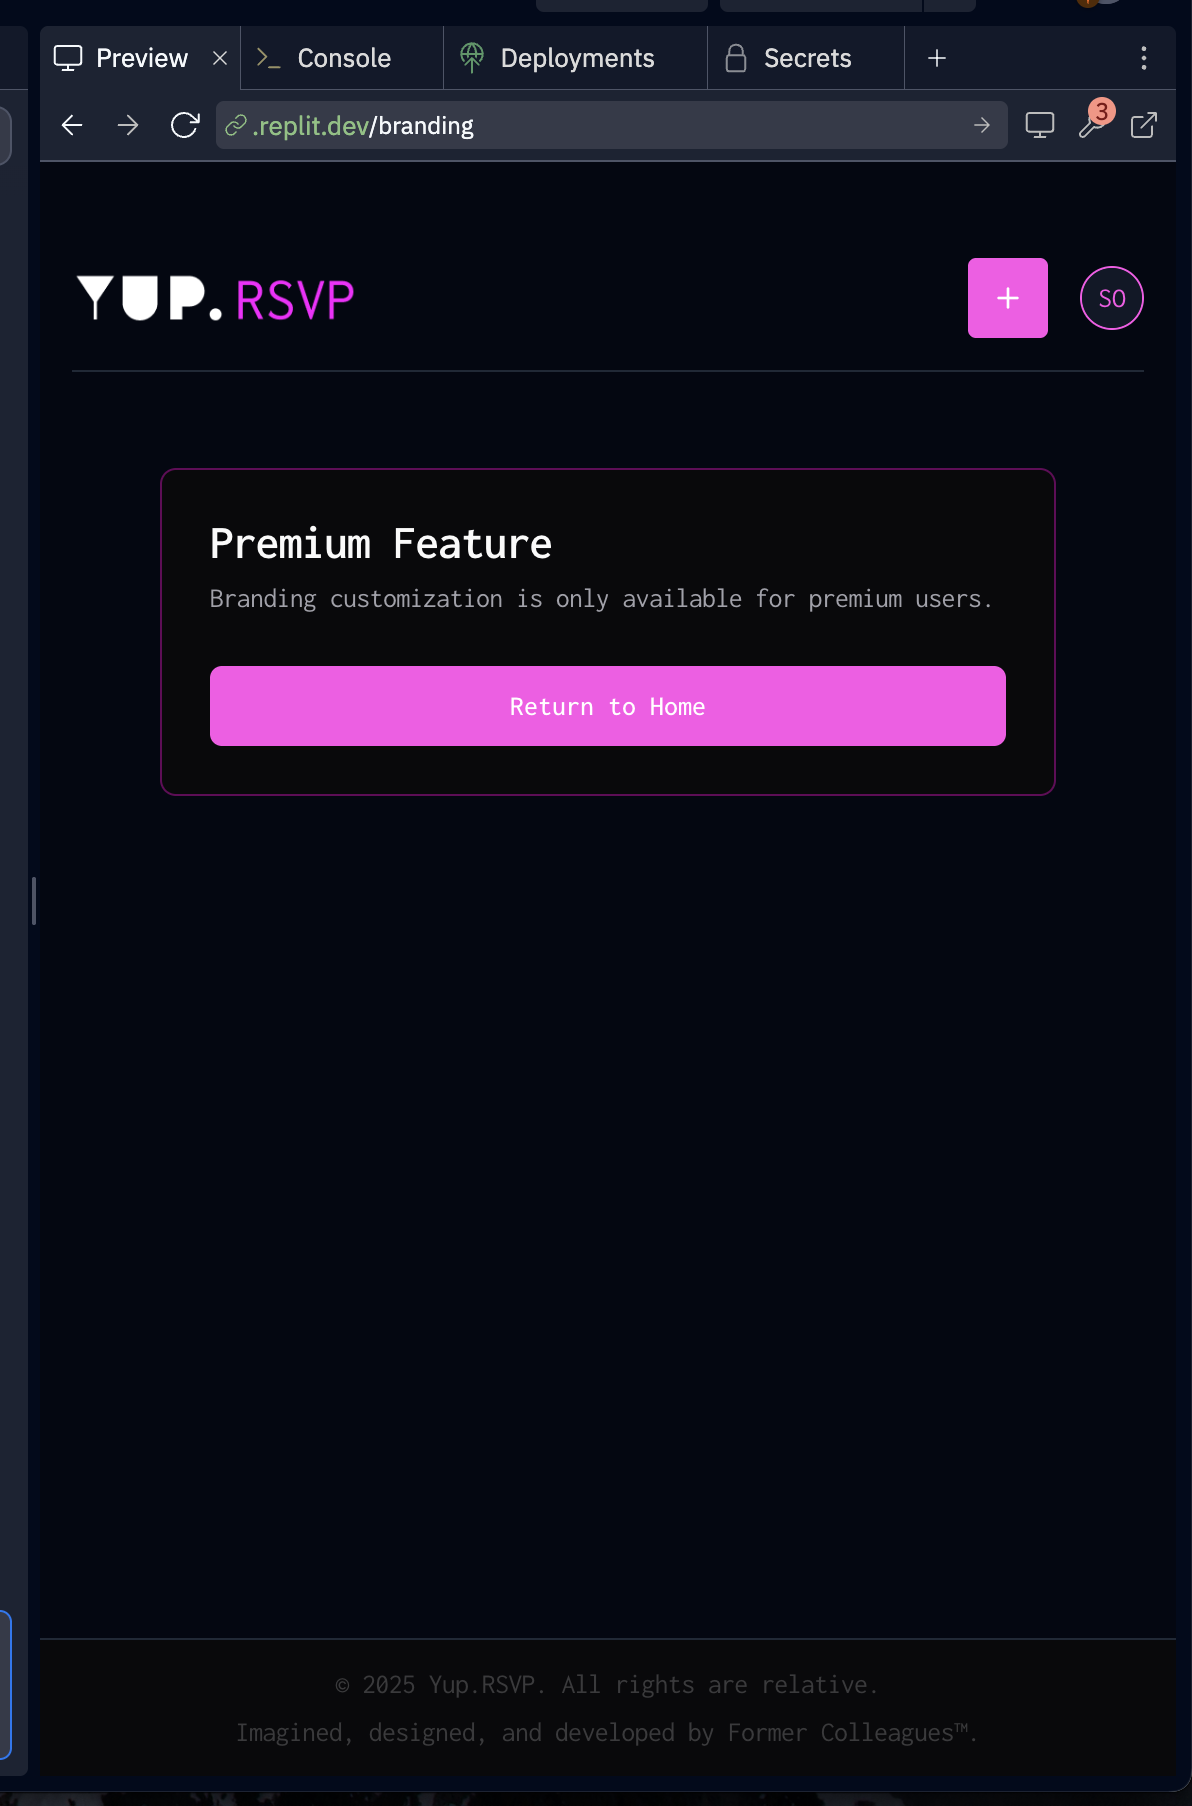 Preview
Console
Deployments
Secrets
.replit.dev/branding
3
YUP.RSVP
SO
Premium Feature
Branding customization is only available for premium users.
Return to Home
© 2025 Yup.RSVP. All rights are relative.
Imagined, designed, and developed by Former Colleagues™.